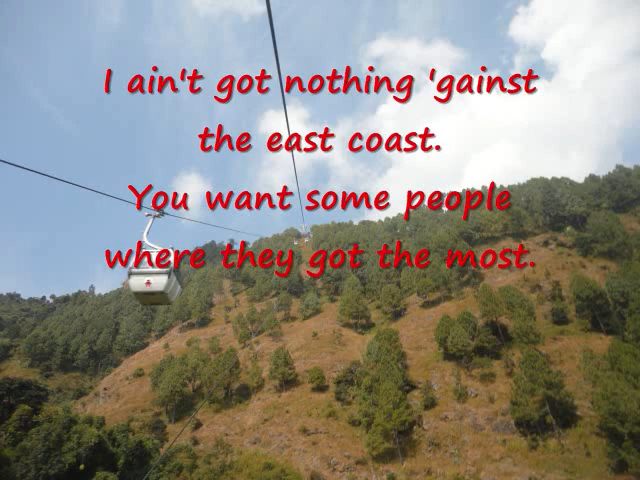 I ain't got nothing 'gainst
the east coast.
You want some people
where they got the most.